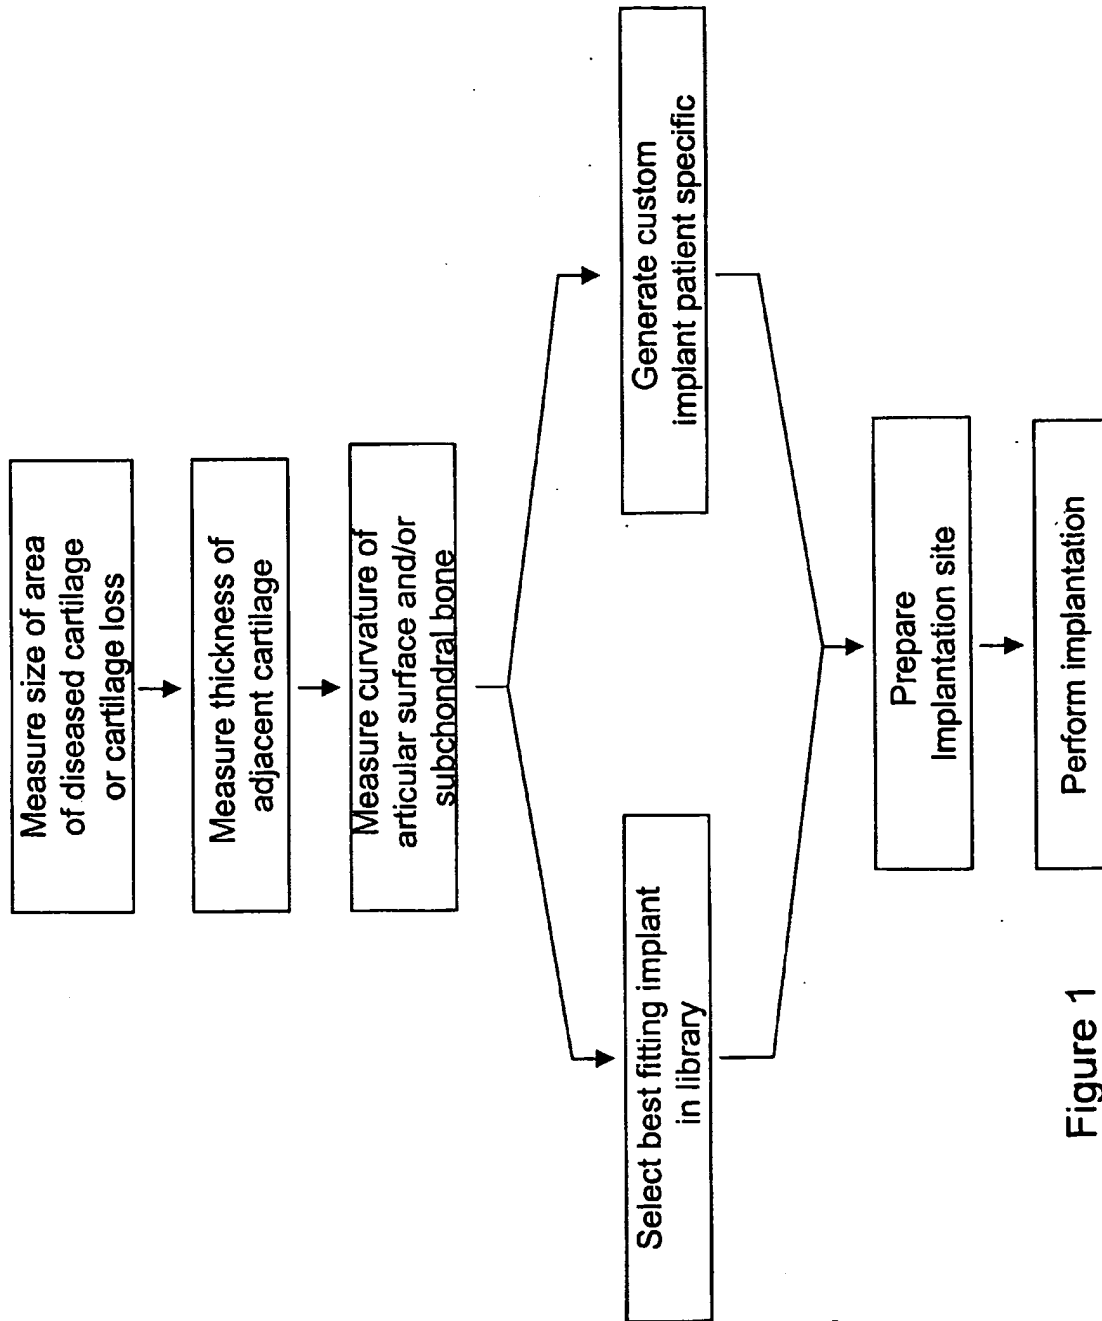 Measure size of area
of diseased cartilage
or cartilage loss
Measure thickness of
adjacent cartilage
Measure curvature of
articular surface and/or
subchondral bone
Select best fitting implant
in library
Generate custom
implant patient specific
Prepare
Implantation site
Perform implantation
Figure 1